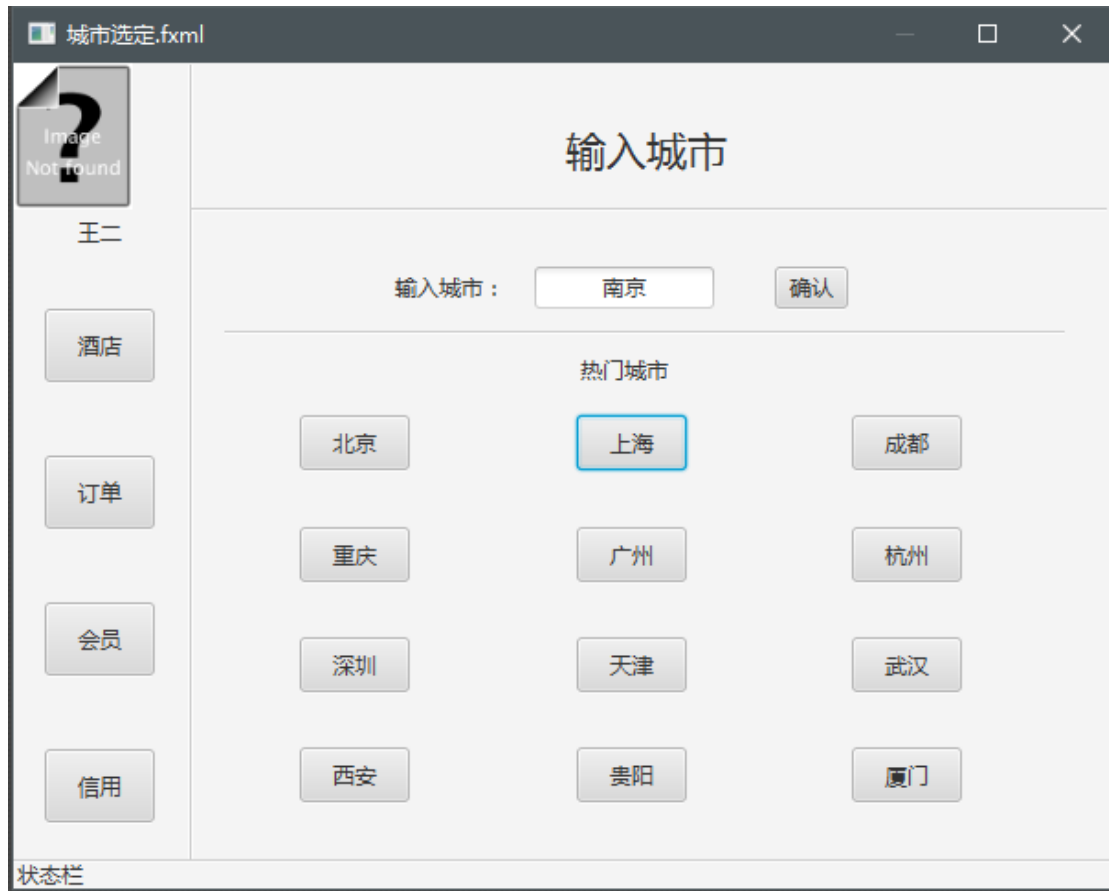 城市选定.fxml
Image
Not found
王二
酒店
订单
会员
信用
输入城市
输入城市： 南京 确认
热门城市
北京 上海 成都
重庆 广州 杭州
深圳 天津 武汉
西安 贵阳 厦门
状态栏